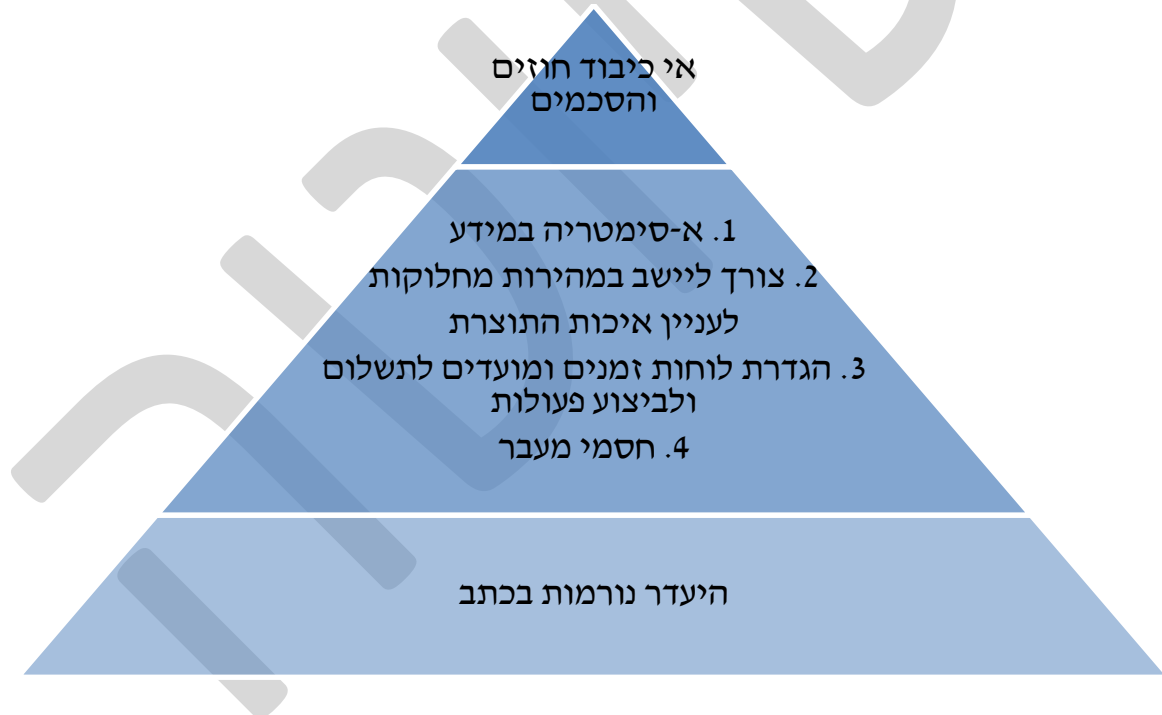 אי כיבוד חוזים
והסכמים
1. א-סימטריה במידע
2. צורך ליישב במהירות מחלוקות
לעניין איכות התוצרת
3. הגדרת לוחות זמנים ומועדים לתשלום
ולביצוע פעולות
4. חסמי מעבר
היעדר נורמות בכתב